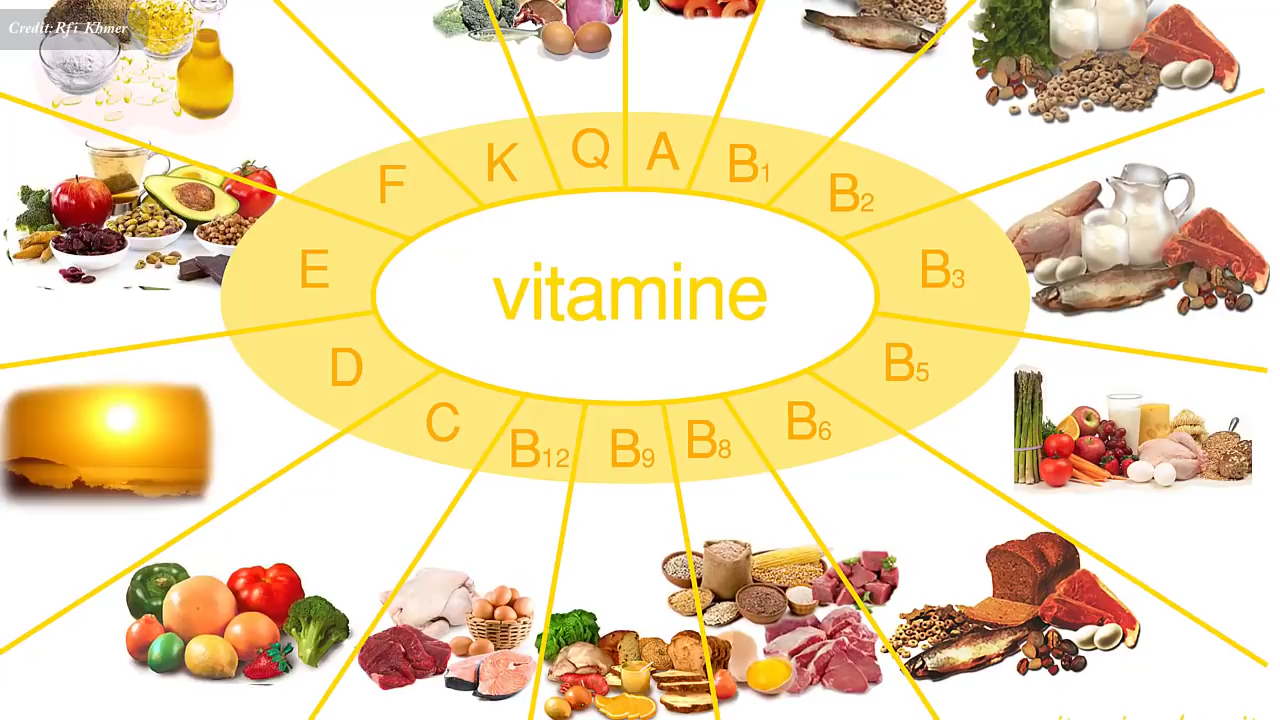 Credit: Rfi Khmer
F
K
Q
A
B1
B2
E
B3
vitamine
D
B5
C
B12
B9
B8
B6